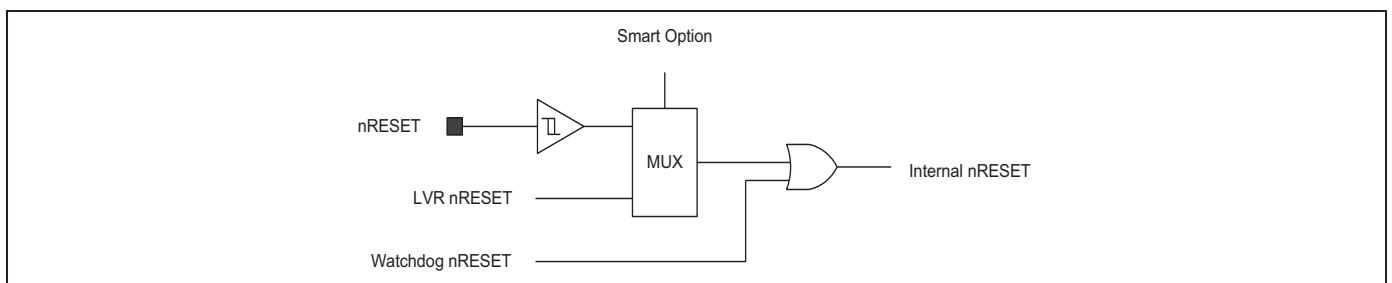 Smart Option
nRESET
MUX
Internal nRESET
LVR nRESET
Watchdog nRESET